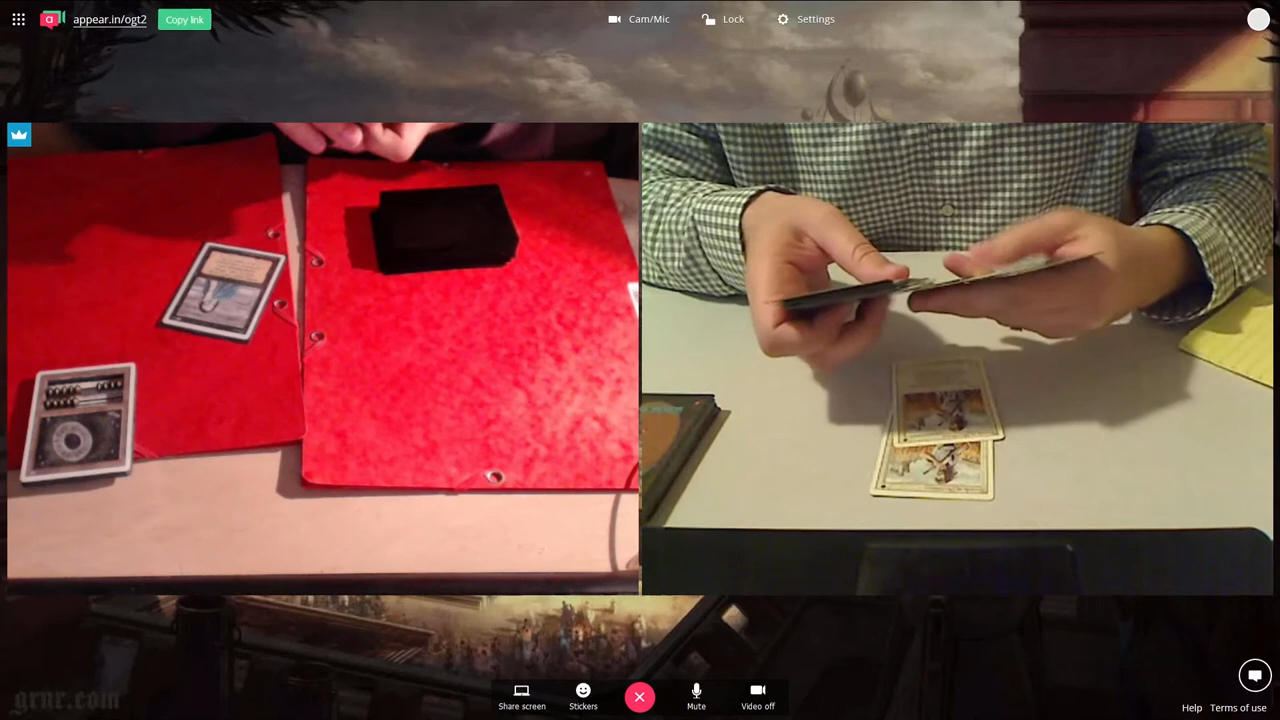 appear.in/ogt2
Copy link
Cam/Mic
Lock
Settings
grnr.com
Share screen
Stickers
Mute
Video off
Help
Terms of use